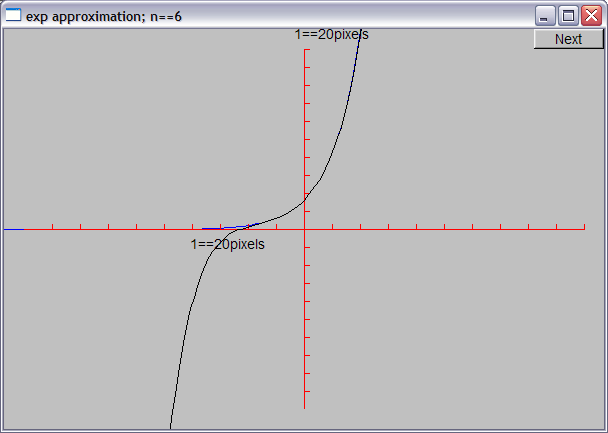 exp approximation; n==6
1==20pixels
Next
1==20pixels